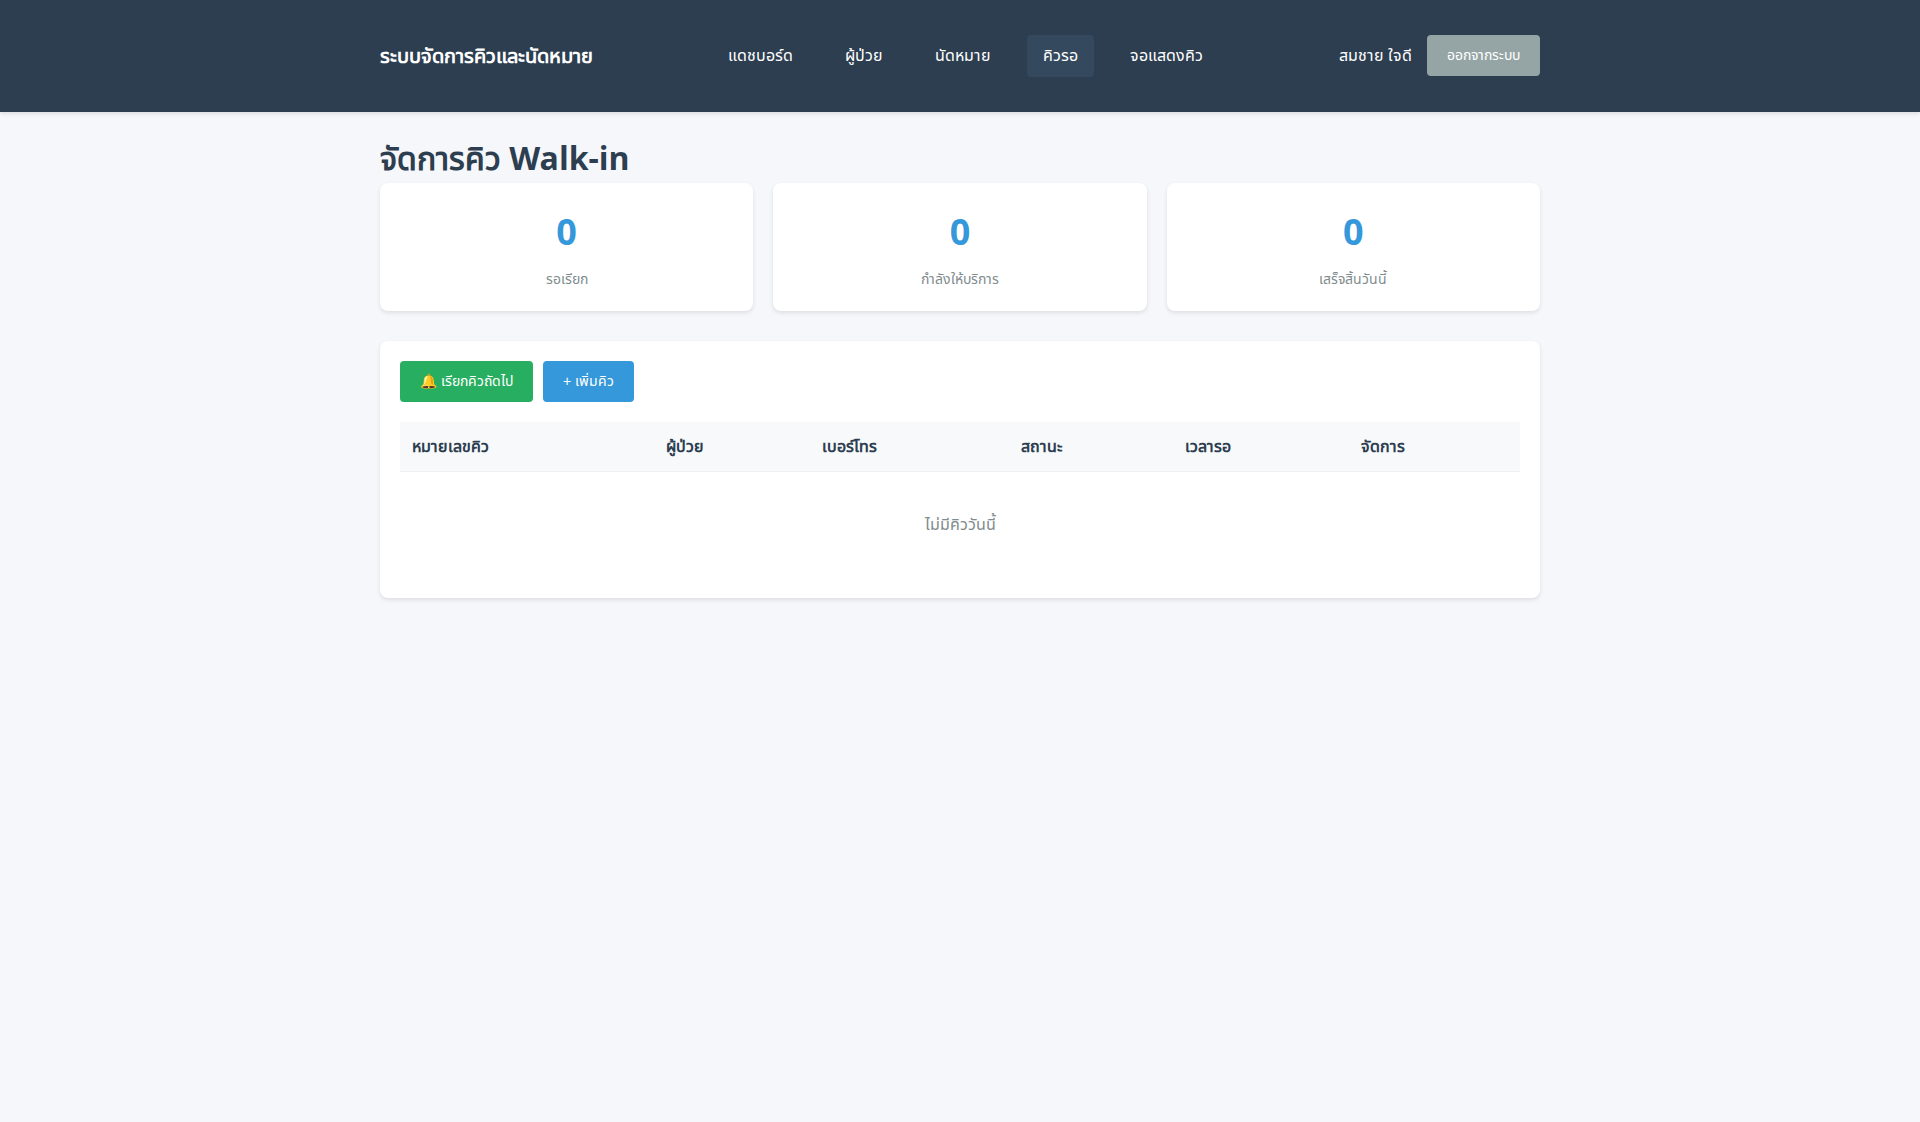 ระบบจัดการคิวและนัดหมาย
แดชบอร์ด
ผู้ป่วย
นัดหมาย
คิวรอ
จอแสดงคิว
สมชาย ใจดี
ออกจากระบบ
จัดการคิว Walk-in
0
รอเรียก
0
กำลังให้บริการ
0
เสร็จสิ้นวันนี้
🔔 เรียกคิวถัดไป
+ เพิ่มคิว
หมายเลขคิว
ผู้ป่วย
เบอร์โทร
สถานะ
เวลารอ
จัดการ
ไม่มีคิววันนี้